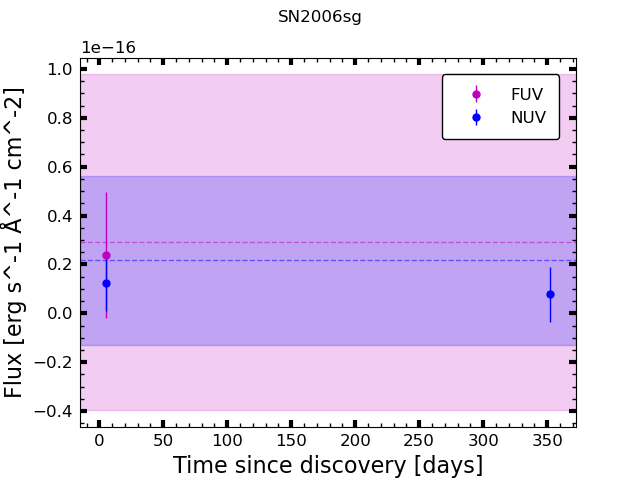 SN2006sg
1e−16
1.0
0.8
0.6
0.4
0.2
0.0
−0.2
−0.4
Flux [erg s^-1 Å^-1 cm^-2]
FUV
NUV
0 50 100 150 200 250 300 350
Time since discovery [days]